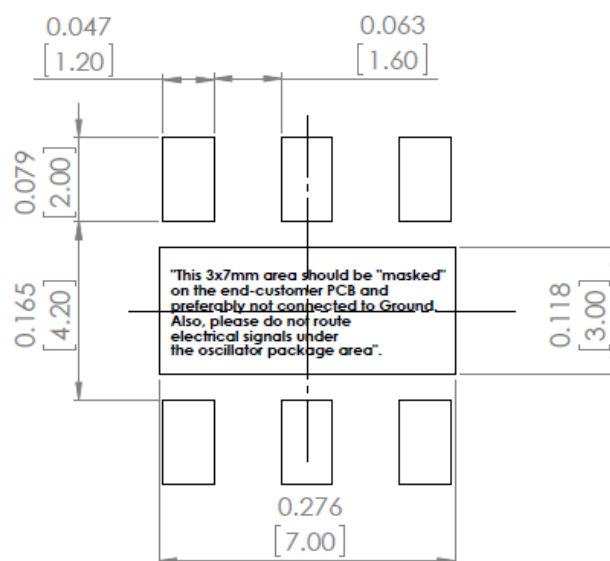 0.047
[1.20]
0.063
[1.60]
0.079
[2.00]
"This 3x7mm area should be "masked"
on the end-customer PCB and
preferably not connected to Ground.
Also, please do not route
electrical signals under
the oscillator package area".
0.165
[4.20]
0.118
[3.00]
0.276
[7.00]